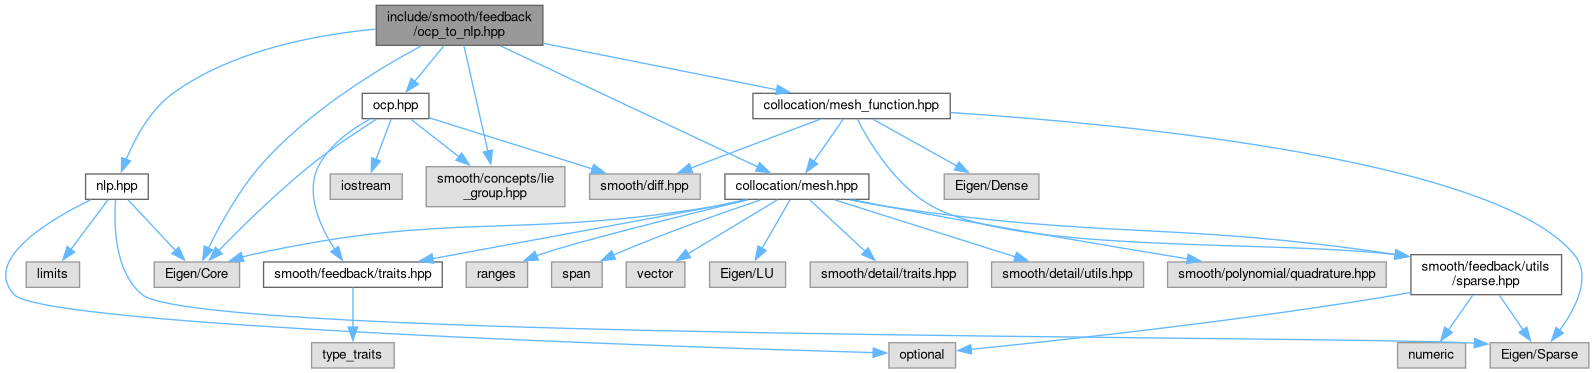 include/smooth/feedback
/ocp_to_nlp.hpp
ocp.hpp
collocation/mesh_function.hpp
nlp.hpp
iostream
smooth/concepts/lie
_group.hpp
smooth/diff.hpp
collocation/mesh.hpp
Eigen/Dense
limits
Eigen/Core
smooth/feedback/traits.hpp
ranges
span
vector
Eigen/LU
smooth/detail/traits.hpp
smooth/detail/utils.hpp
smooth/polynomial/quadrature.hpp
smooth/feedback/utils
/sparse.hpp
type_traits
optional
numeric
Eigen/Sparse